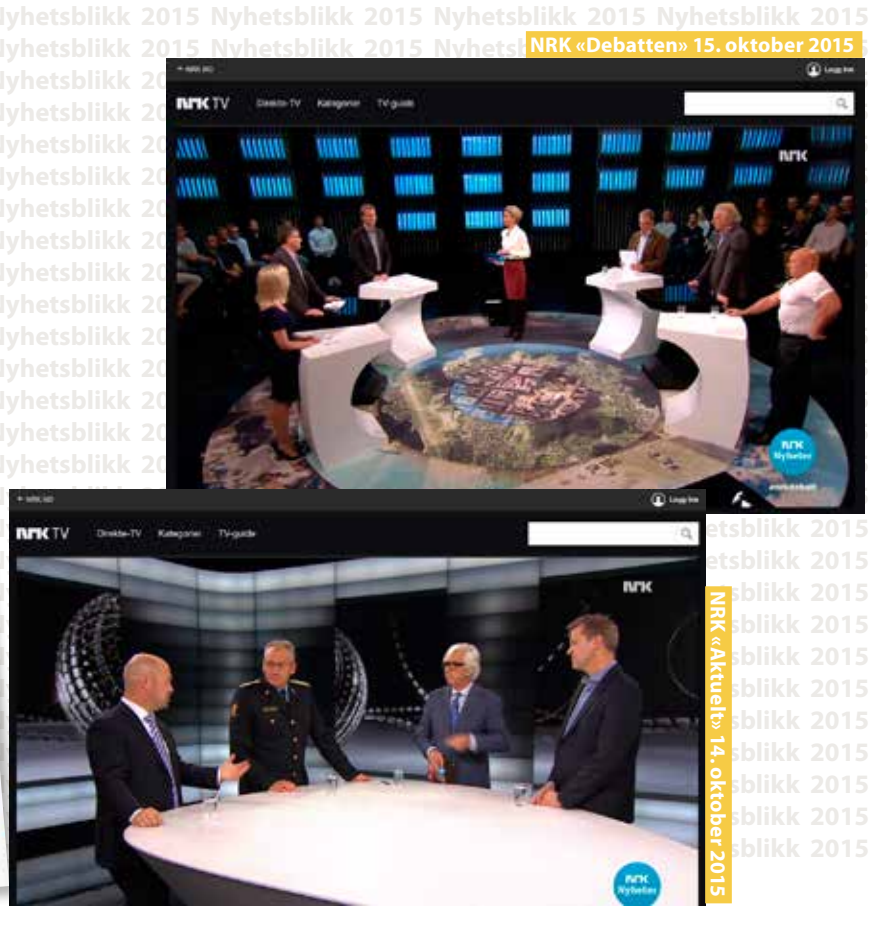 Nyhetsblikk 2015 Nyhetsblikk 2015 Nyhetsblikk 2015 Nyhetsblikk 2015
NRK «Debatten» 15. oktober 2015
Logg inn
NRK TV Direkte-TV Kategorier TV-guide
NRK
NRK
Nyheter
Logg inn
NRK TV Direkte-TV Kategorier TV-guide
NRK
NRK «Aktuelt» 14. oktober 2015
NRK
Nyheter